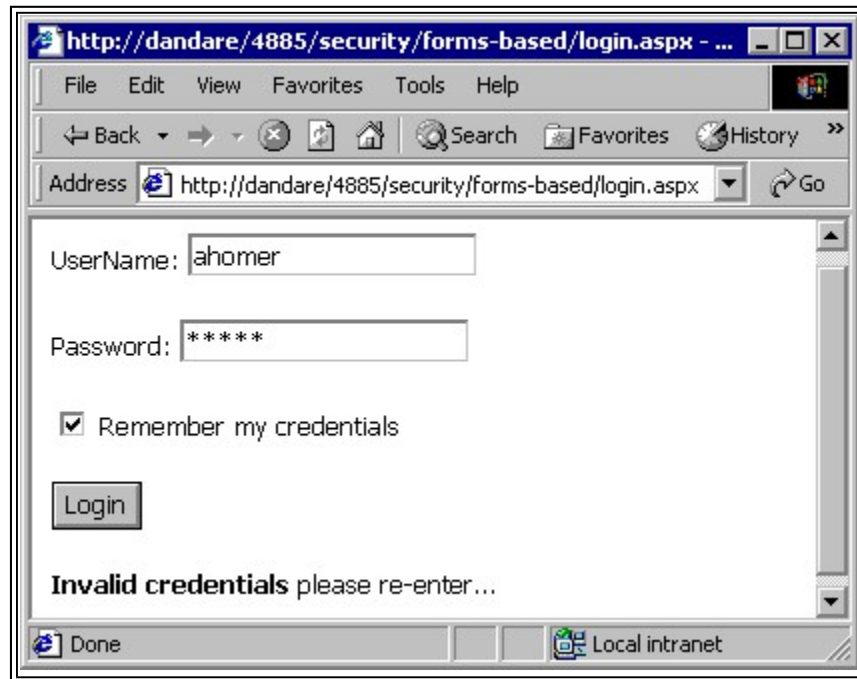 http://dandare/4885/security/forms-based/login.aspx - ...
File Edit View Favorites Tools Help
Back Search Favorites History »
Address http://dandare/4885/security/forms-based/login.aspx Go
UserName: ahomer
Password: *****
Remember my credentials
Login
Invalid credentials please re-enter...
Done Local intranet